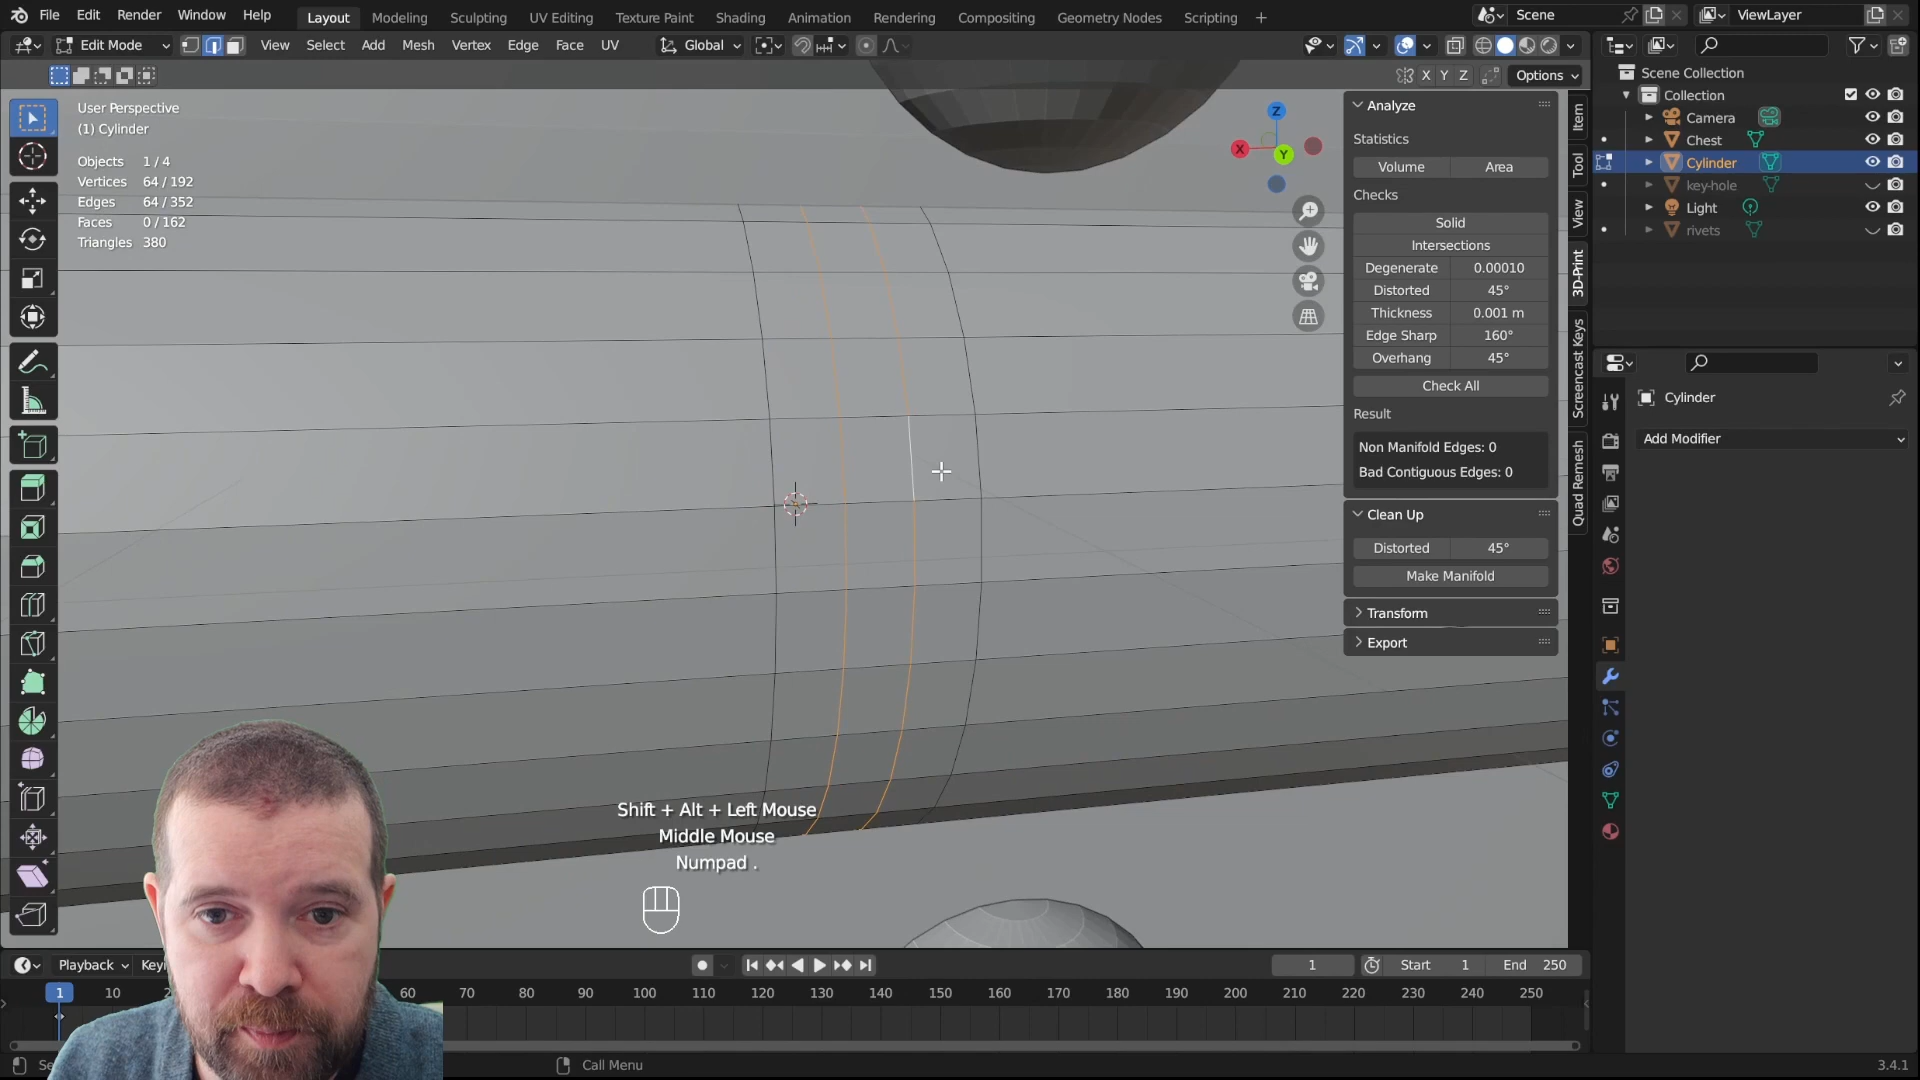 File Edit Render Window Help Layout Modeling Sculpting UV Editing Texture Paint Shading Animation Rendering Compositing Geometry Nodes Scripting + Scene ViewLayer
Edit Mode View Select Add Mesh Vertex Edge Face UV Global
X Y Z Options
User Perspective
(1) Cylinder
Objects 1 / 4
Vertices 64 / 192
Edges 64 / 352
Faces 0 / 162
Triangles 380
Z
X
Y
Analyze
Statistics
Volume Area
Checks
Solid
Intersections
Degenerate 0.00010
Distorted 45°
Thickness 0.001 m
Edge Sharp 160°
Overhang 45°
Check All
Result
Non Manifold Edges: 0
Bad Contiguous Edges: 0
Clean Up
Distorted 45°
Make Manifold
Transform
Export
Item
Tool
View
3D-Print
Screencast Keys
Quad Remesh
Scene Collection
Collection
Camera
Chest
Cylinder
key-hole
Light
rivets
Cylinder
Add Modifier
Shift + Alt + Left Mouse
Middle Mouse
Numpad .
Playback 1 Start 1 End 250
1 10 60 70 80 90 100 110 120 130 140 150 160 170 180 190 200 210 220 230 240 250
Call Menu 3.4.1